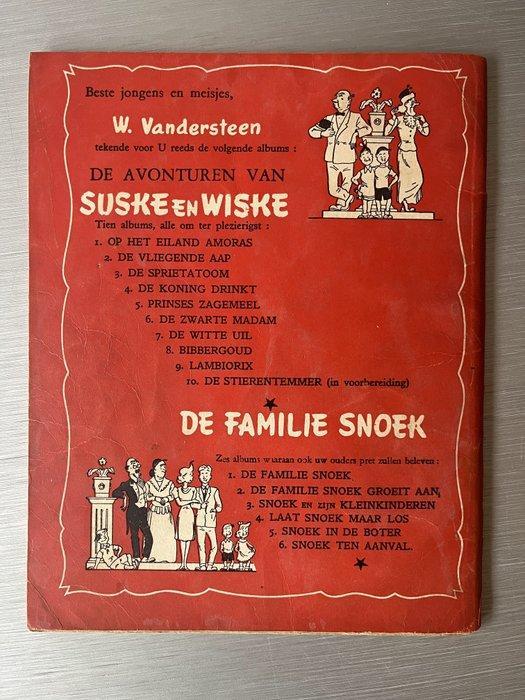 Beste jongens en meisjes,
W. Vandersteen
tekende voor U reeds de volgende albums :
DE AVONTUREN VAN
SUSKE EN WISKE
Tien albums, alle om ter plezierigst :
1. OP HET EILAND AMORAS
2. DE VLIEGENDE AAP
3. DE SPRIETATOOM
4. DE KONING DRINKT
5. PRINSES ZAGEMEEL
6. DE ZWARTE MADAM
7. DE WITTE UIL
8. BIBBERGOUD
9. LAMBIORIX
10. DE STIERENTEMMER (in voorbereiding)
DE FAMILIE SNOEK
Zes albums waaraan ook uw ouders pret zullen beleven :
1. DE FAMILIE SNOEK
2. DE FAMILIE SNOEK GROEIT AAN
3. SNOEK EN ZIJN KLEINKINDEREN
4. LAAT SNOEK MAAR LOS
5. SNOEK IN DE BOTER
6. SNOEK TEN AANVAL.